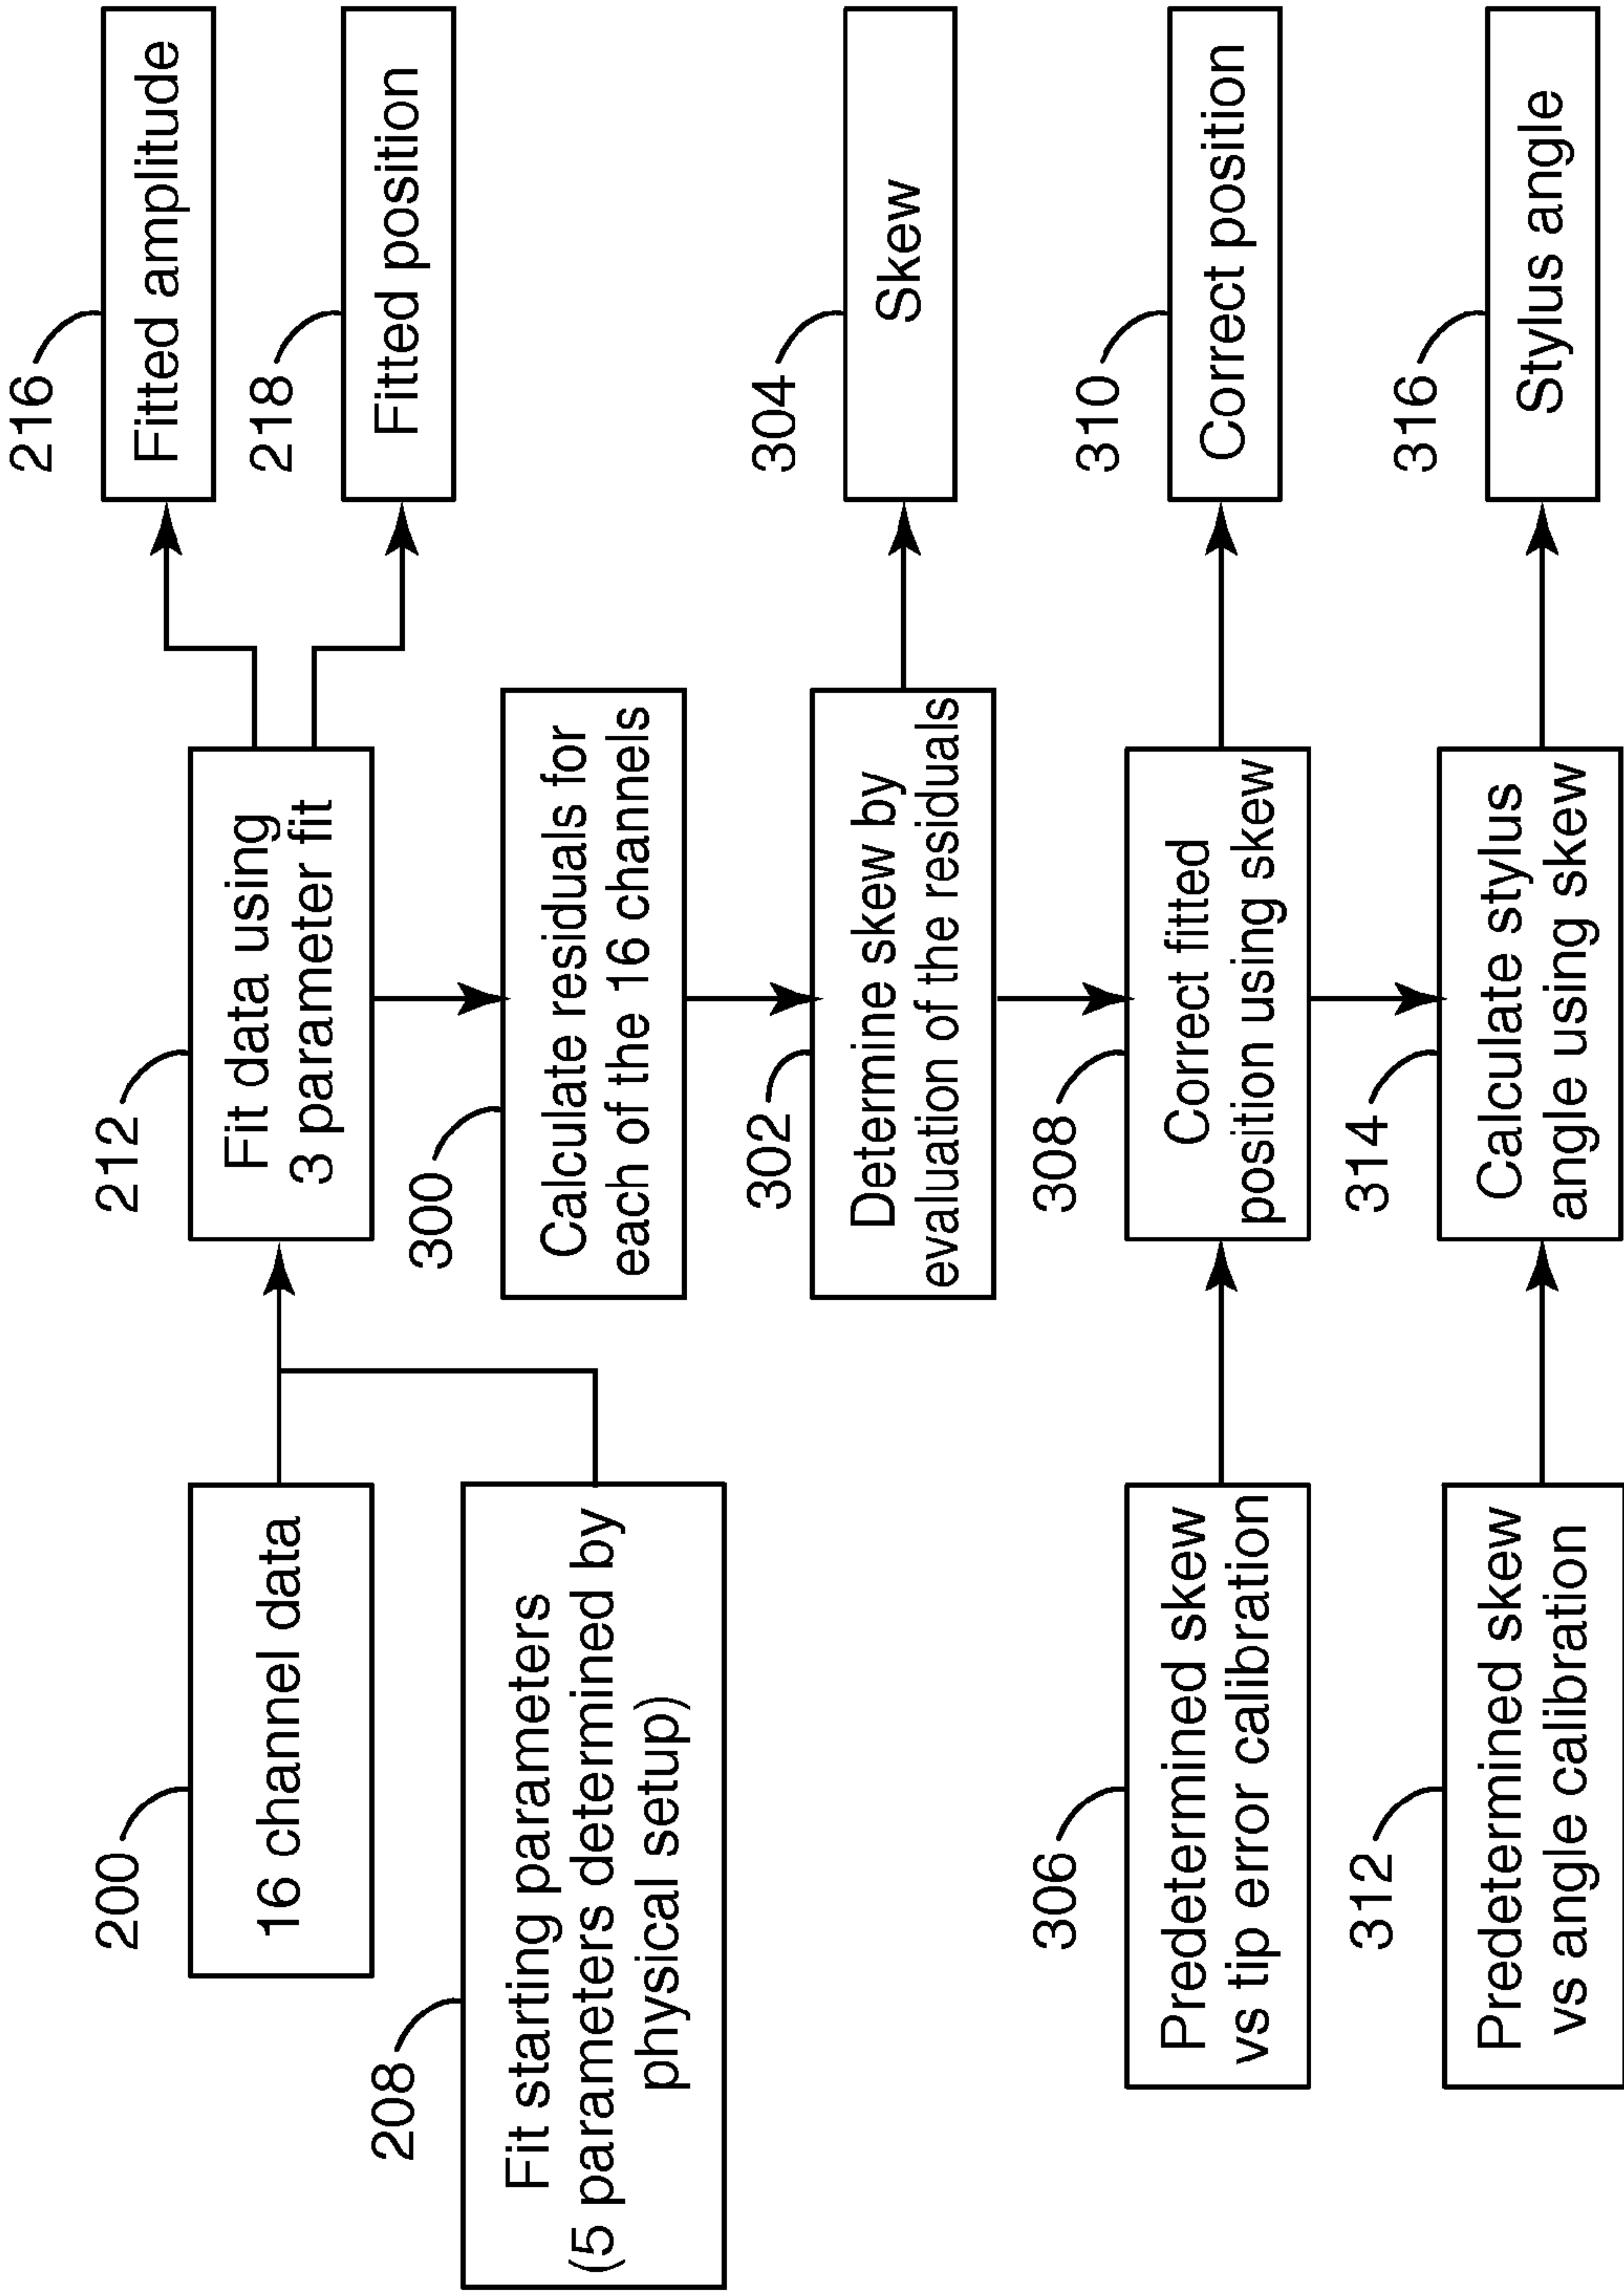 200
16 channel data
208
Fit starting parameters
(5 parameters determined by
physical setup)
212
Fit data using
3 parameter fit
216
Fitted amplitude
218
Fitted position
300
Calculate residuals for
each of the 16 channels
302
Determine skew by
evaluation of the residuals
304
Skew
306
Predetermined skew
vs tip error calibration
308
Correct fitted
position using skew
310
Correct position
312
Predetermined skew
vs angle calibration
314
Calculate stylus
angle using skew
316
Stylus angle